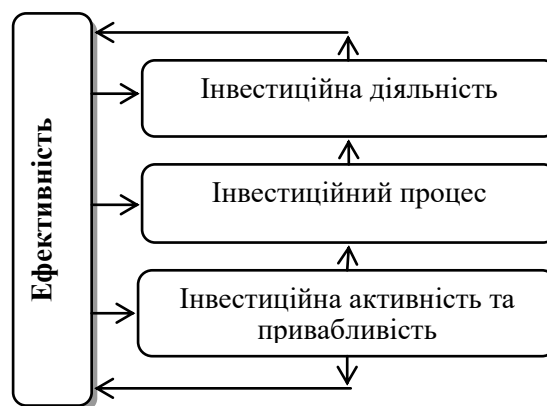 Ефективність
Інвестиційна діяльність
Інвестиційний процес
Інвестиційна активність та
привабливість